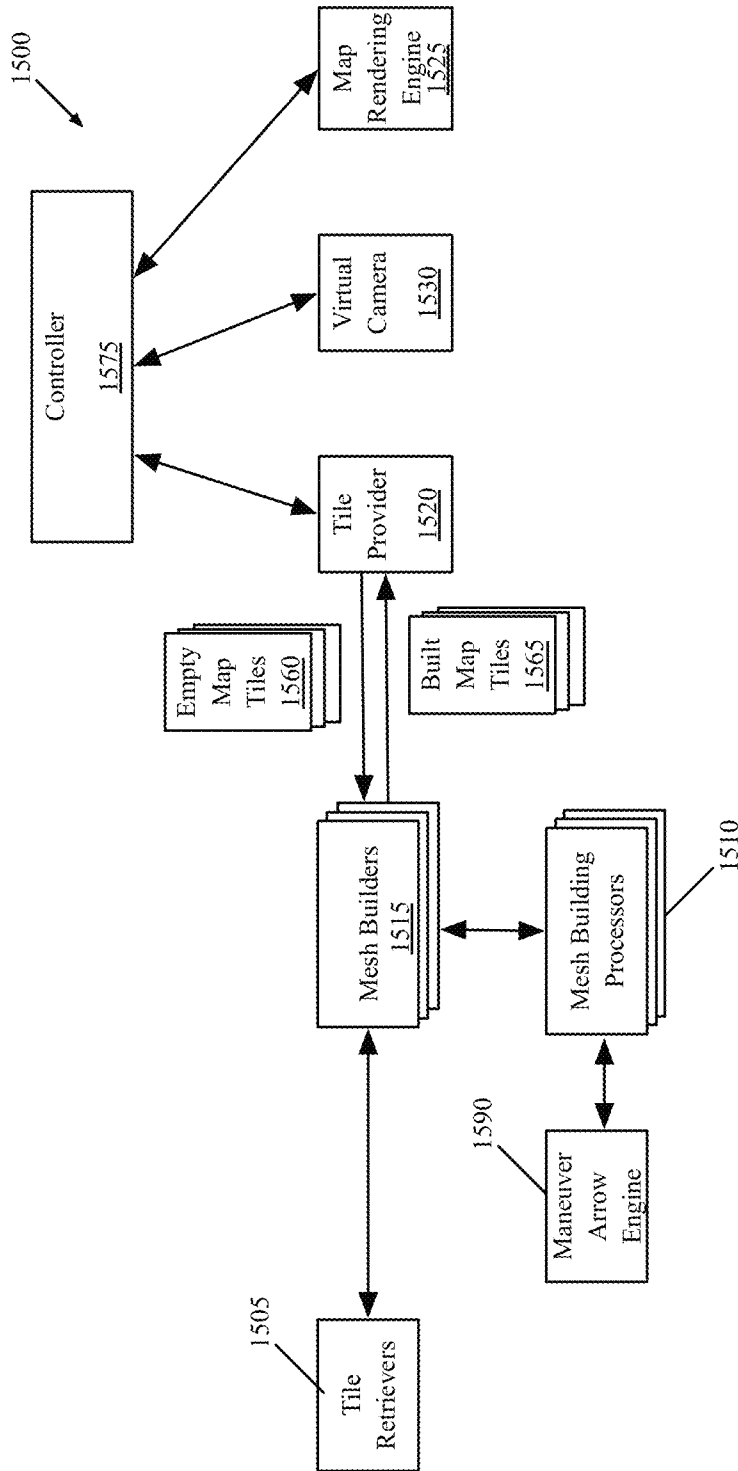 1500
Controller
1575
Tile
Provider
1520
Virtual
Camera
1530
Map
Rendering
Engine
1525
Empty
Map
Tiles
1560
Built
Map
Tiles
1565
Tile
Retrievers
1505
Mesh Builders
1515
Mesh Building
Processors
1510
Maneuver
Arrow
Engine
1590